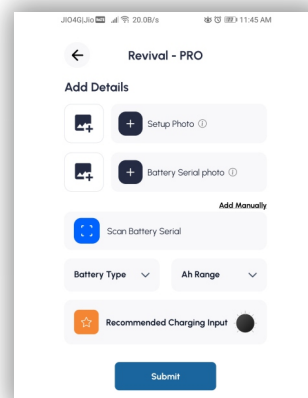 JIO4G|Jio 20.0B/s 11:45 AM
Revival - PRO
Add Details
Setup Photo
Battery Serial photo
Add Manually
Scan Battery Serial
Battery Type Ah Range
Recommended Charging Input
Submit